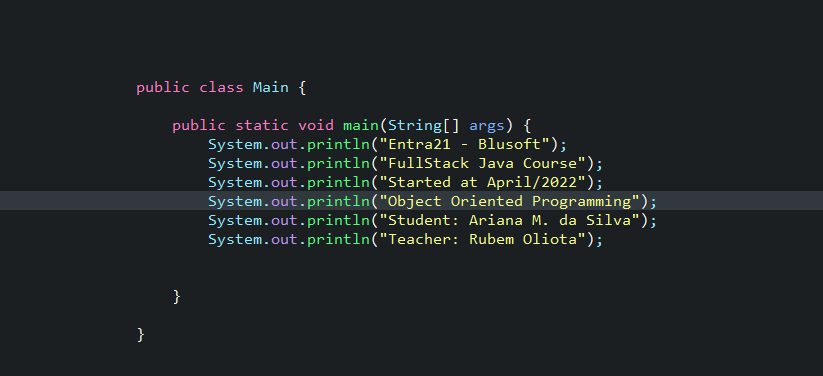 public class Main {
public static void main(String[] args) {
System.out.println("Entra21 - Blusoft");
System.out.println("FullStack Java Course");
System.out.println("Started at April/2022");
System.out.println("Object Oriented Programming");
System.out.println("Student: Ariana M. da Silva");
System.out.println("Teacher: Rubem Oliota");
}
}